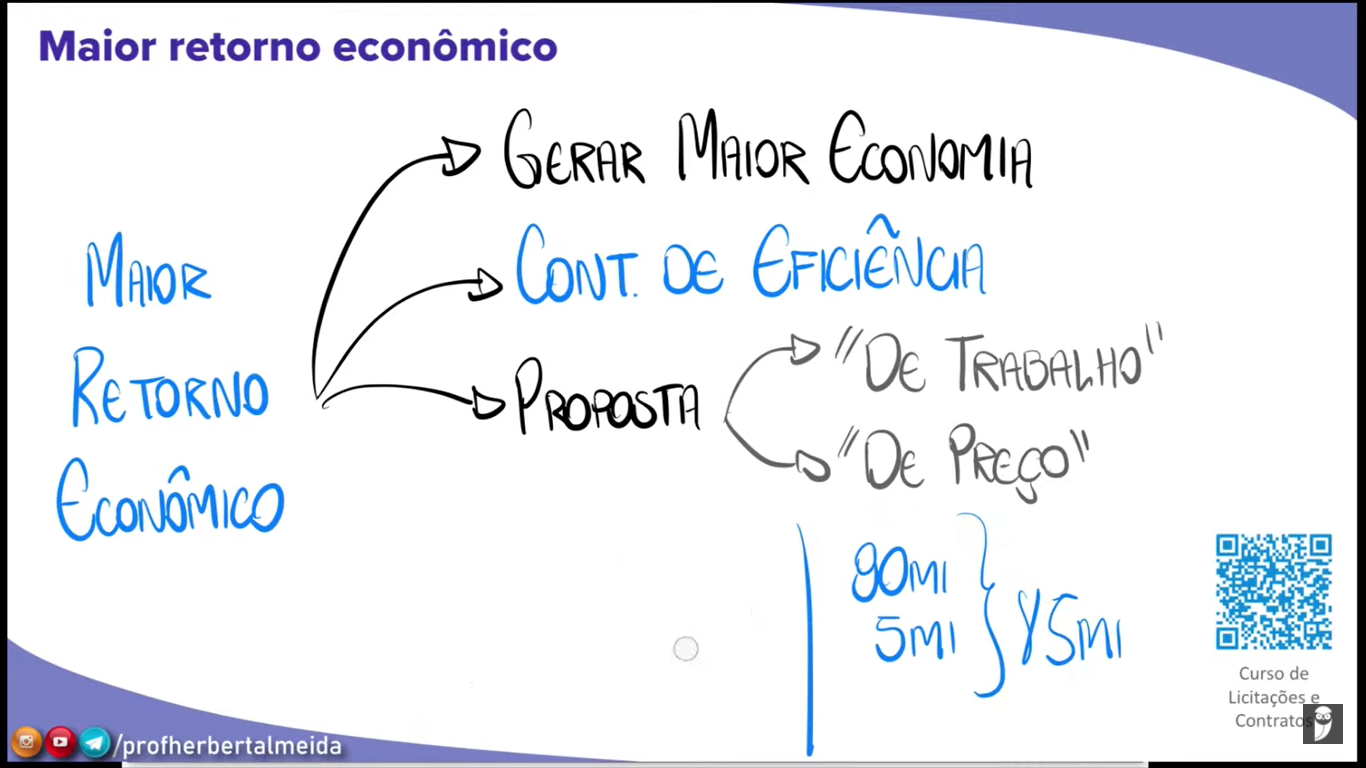 Maior retorno econômico
GERAR MAIOR ECONOMIA
CONT. DE EFICIÊNCIA
MAIOR
RETORNO
ECONÔMICO
PROPOSTA
"DE TRABALHO"
"DE PREÇO"
90MI
5MI
85MI
Curso de
Licitações e
Contratos
/profherbertalmeida